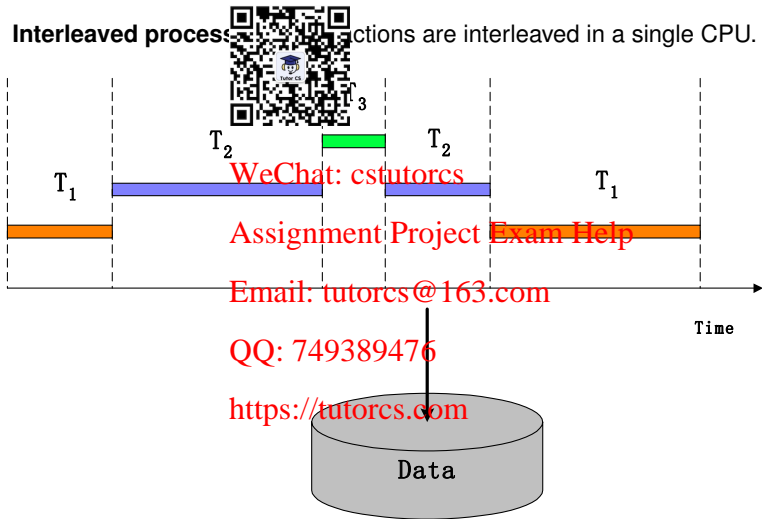 Interleaved process actions are interleaved in a single CPU.
Tutor CS
T3
T2 T2
WeChat: cstutorcs
T1 T1
Assignment Project Exam Help
Email: tutorcs@163.com
Time
QQ: 749389476
https://tutorcs.com
Data